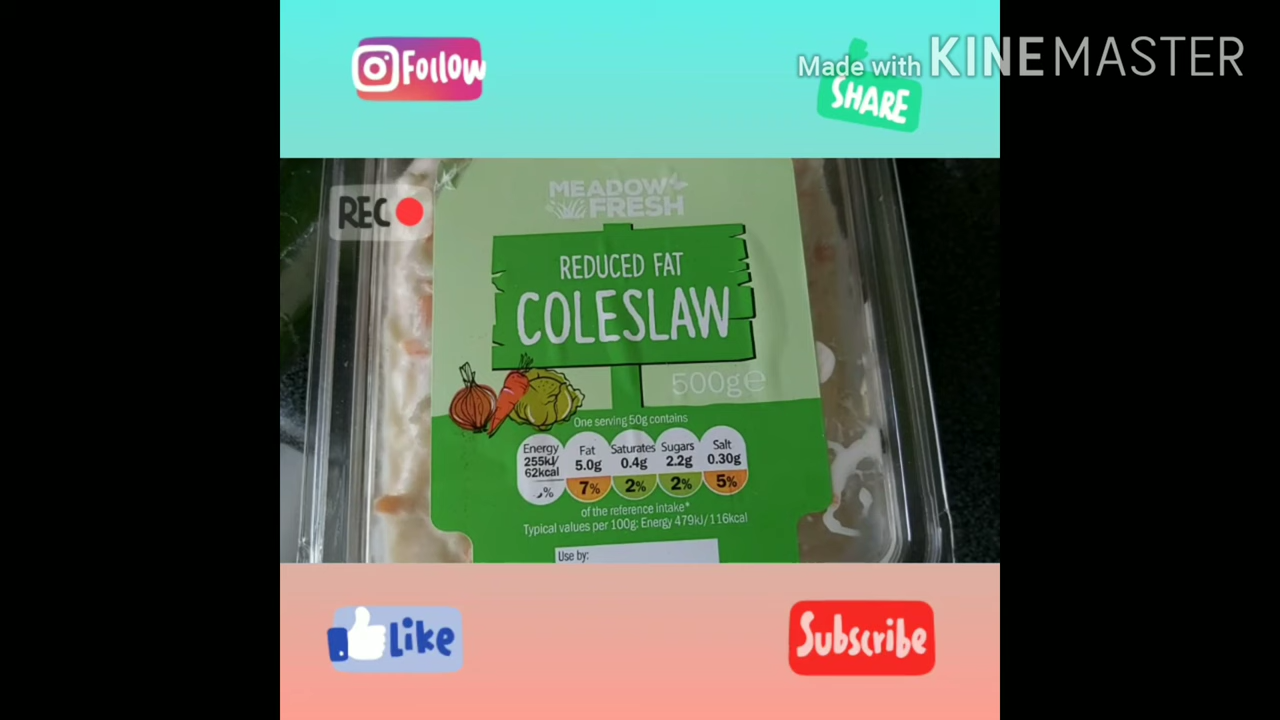 Follow
Made with KINEMASTER
SHARE
REC
MEADOW
FRESH
REDUCED FAT
COLESLAW
500g℮
One serving 50g contains
Energy 255kJ/ 62kcal %
Fat 5.0g 7%
Saturates 0.4g 2%
Sugars 2.2g 2%
Salt 0.30g 5%
of the reference intake*
Typical values per 100g: Energy 479kJ/116kcal
Use by:
Like
Subscribe